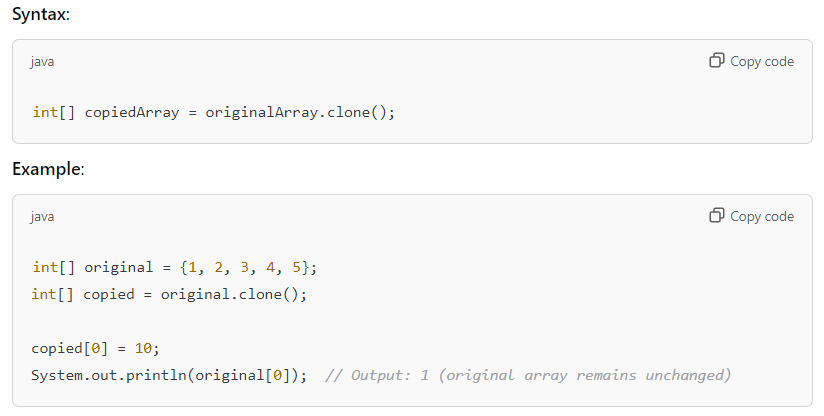 Syntax:
java
Copy code
int[] copiedArray = originalArray.clone();
Example:
java
Copy code
int[] original = {1, 2, 3, 4, 5};
int[] copied = original.clone();
copied[0] = 10;
System.out.println(original[0]);  // Output: 1 (original array remains unchanged)